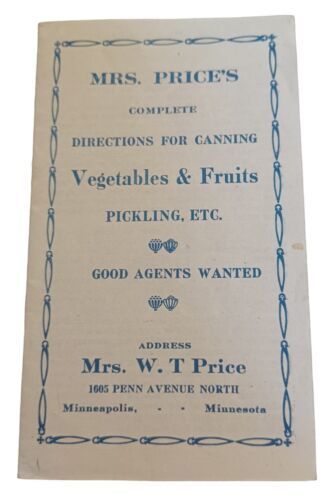 MRS. PRICE'S
COMPLETE
DIRECTIONS FOR CANNING
Vegetables & Fruits
PICKLING, ETC.
GOOD AGENTS WANTED
ADDRESS
Mrs. W. T Price
1605 PENN AVENUE NORTH
Minneapolis, - - Minnesota